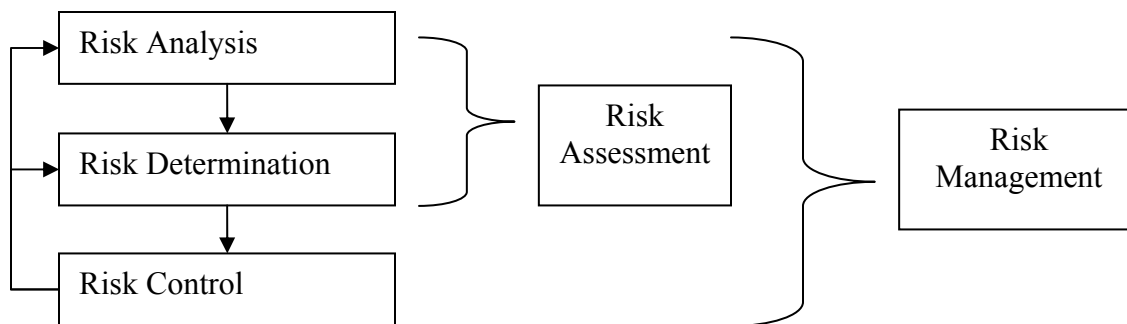 Risk Analysis
Risk Determination
Risk Control
Risk
Assessment
Risk
Management